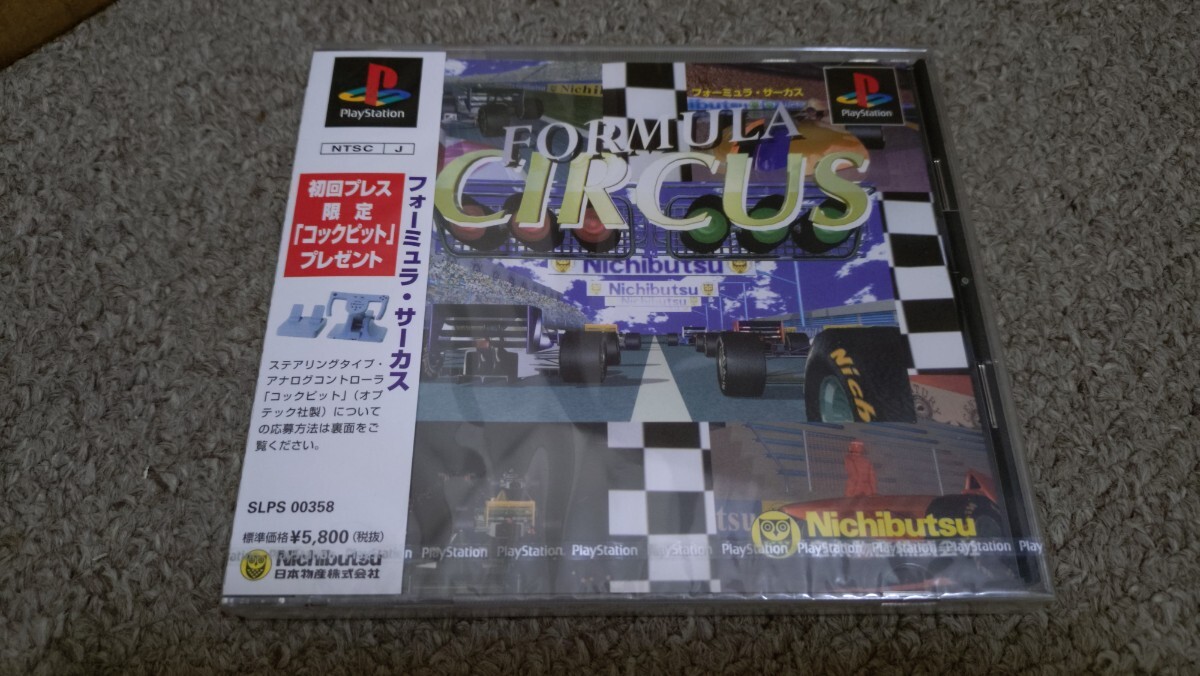 PlayStation
NTSC J
初回プレス
限定
「コックピット」
プレゼント
フォーミュラ・サーカス
ステアリングタイプ・
アナログコントローラ
「コックピット」(オプ
テック社製)について
の応募方法は裏面をご
覧ください。
SLPS 00358
標準価格¥5,800(税抜)
Nichibutsu
日本物産株式会社
フォーミュラ・サーカス
PlayStation
FORMULA
CIRCUS
Nichibutsu
Nichibutsu
Nichibutsu
Nich
Nichibutsu
PlayStation PlayStation PlayStation PlayStation PlayStation PlayStation PlayStation PlayStation